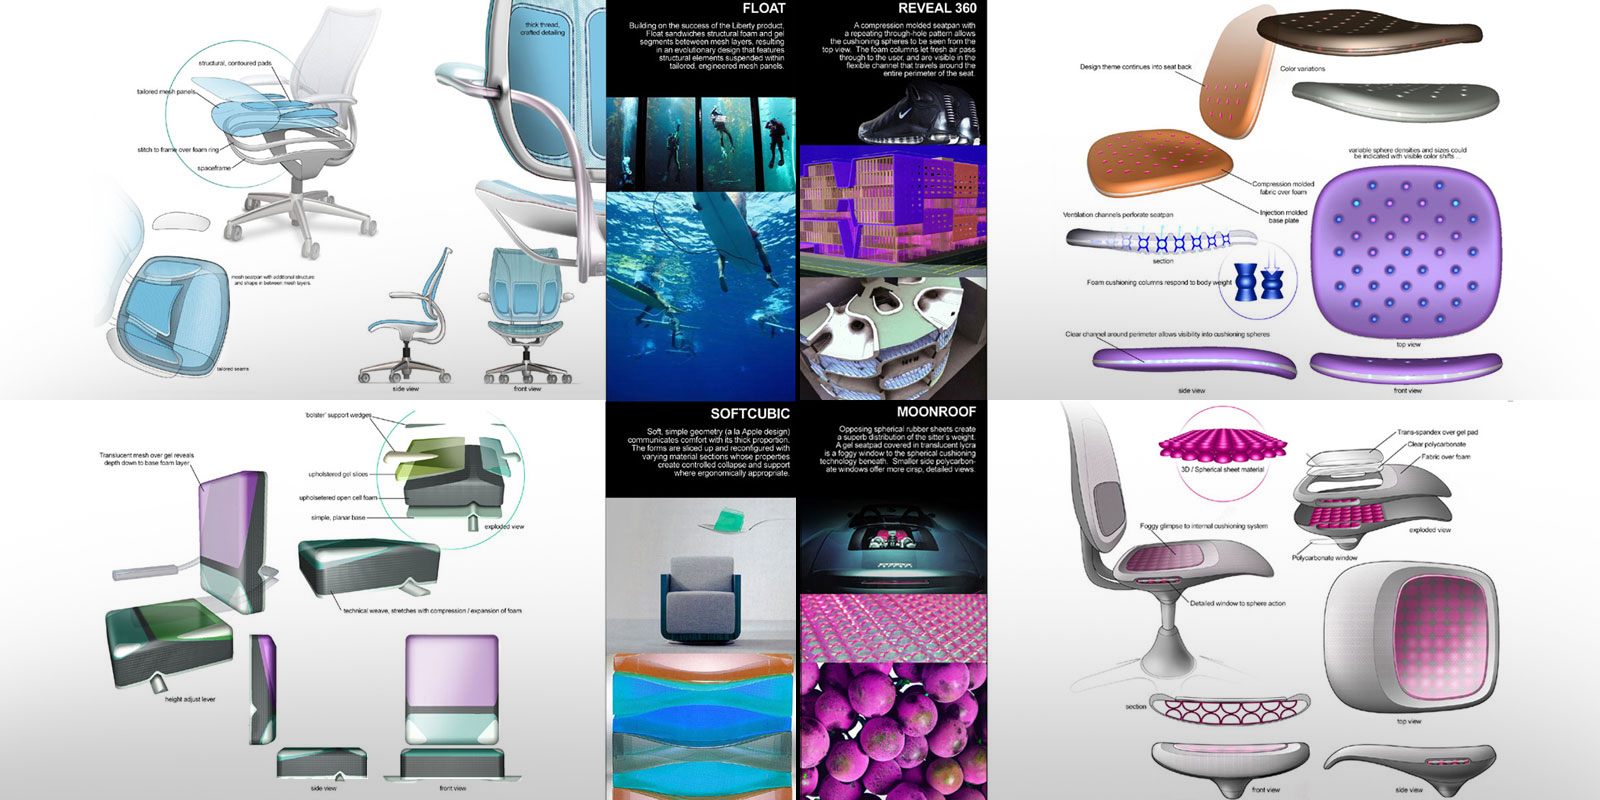 structural, contoured pads
tailored mesh panels
stitch to frame over foam ring
spaceframe
mesh seatpan with additional structure
and shape in between mesh layers.
tailored seams
thick thread,
crafted detailing
side view
front view
FLOAT
Building on the success of the Liberty product,
Float sandwiches structural foam and gel
segments between mesh layers, resulting
in an evolutionary design that features
structural elements suspended within
tailored, engineered mesh panels.
REVEAL 360
A compression molded seatpan with
a repeating through-hole pattern allows
the cushioning spheres to be seen from the
top view. The foam columns let fresh air pass
through to the user, and are visible in the
flexible channel that travels around the
entire perimeter of the seat.
Design theme continues into seat back
Color variations
variable sphere densities and sizes could
be indicated with visible color shifts...
Compression molded
fabric over foam
Injection molded
base plate
Ventilation channels perforate seatpan
section
Foam cushioning columns respond to body weight
Clear channel around perimeter allows visibility into cushioning spheres
top view
side view
front view
'bolster' support wedges
Translucent mesh over gel reveals
depth down to base foam layer
upholstered gel slices
upholsetered open cell foam
simple, planar base
exploded view
technical weave, stretches with compression / expansion of foam
height adjust lever
side view
front view
SOFTCUBIC
Soft, simple geometry (a la Apple design)
communicates comfort with its thick proportion.
The forms are sliced up and reconfigured with
varying material sections whose properties
create controlled collapse and support
where ergonomically appropriate.
MOONROOF
Opposing spherical rubber sheets create
a superb distribution of the sitter's weight.
A gel seatpad covered in translucent lycra
is a foggy window to the spherical cushioning
technology beneath. Smaller side polycarbon-
ate windows offer more crisp, detailed views.
3D / Spherical sheet material
Trans-spandex over gel pad
Clear polycarbonate
Fabric over foam
exploded view
Polycarbonate window
Foggy glimpse to internal cushioning system
Detailed window to sphere action
section
top view
front view
side view